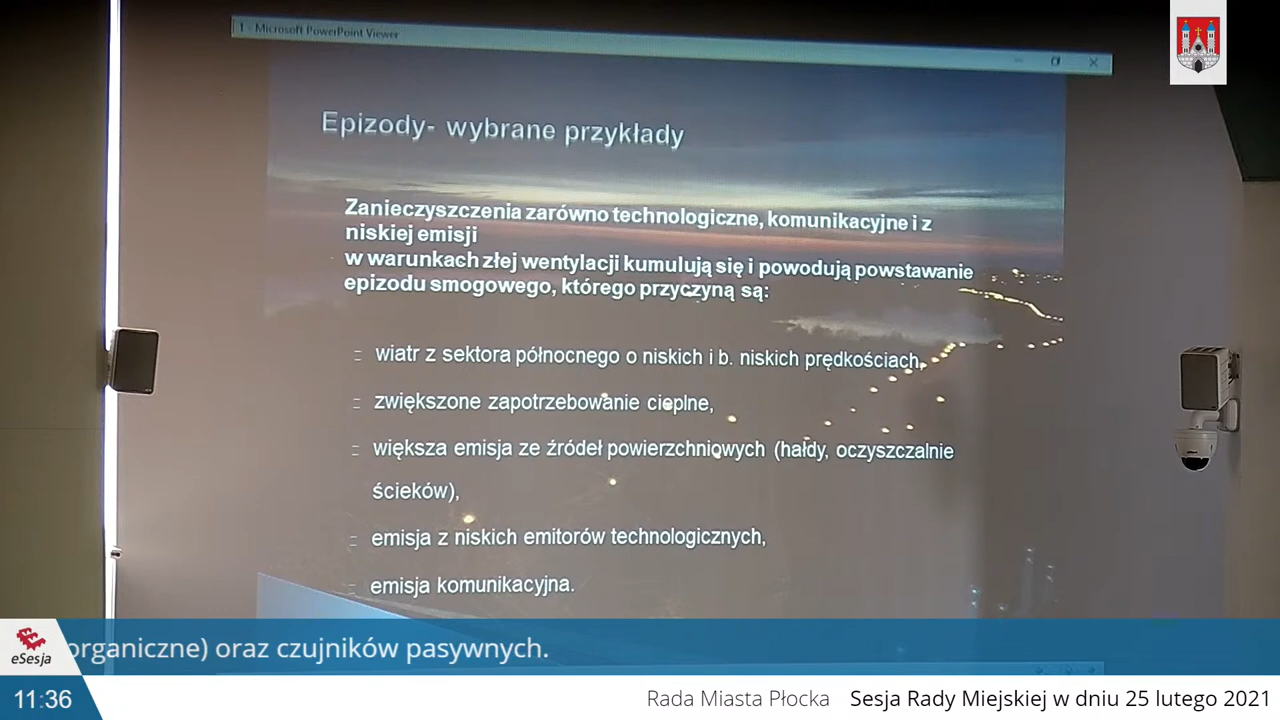 1 - Microsoft PowerPoint Viewer
Epizody- wybrane przykłady
Zanieczyszczenia zarówno technologiczne, komunikacyjne i z
niskiej emisji
w warunkach złej wentylacji kumulują się i powodują powstawanie
epizodu smogowego, którego przyczyną są:
wiatr z sektora północnego o niskich i b. niskich prędkościach,
zwiększone zapotrzebowanie cieplne,
większa emisja ze źródeł powierzchniowych (hałdy, oczyszczalnie
ścieków),
emisja z niskich emitorów technologicznych,
emisja komunikacyjna.
organiczne) oraz czujników pasywnych.
eSesja
11:36
Rada Miasta Płocka
Sesja Rady Miejskiej w dniu 25 lutego 2021